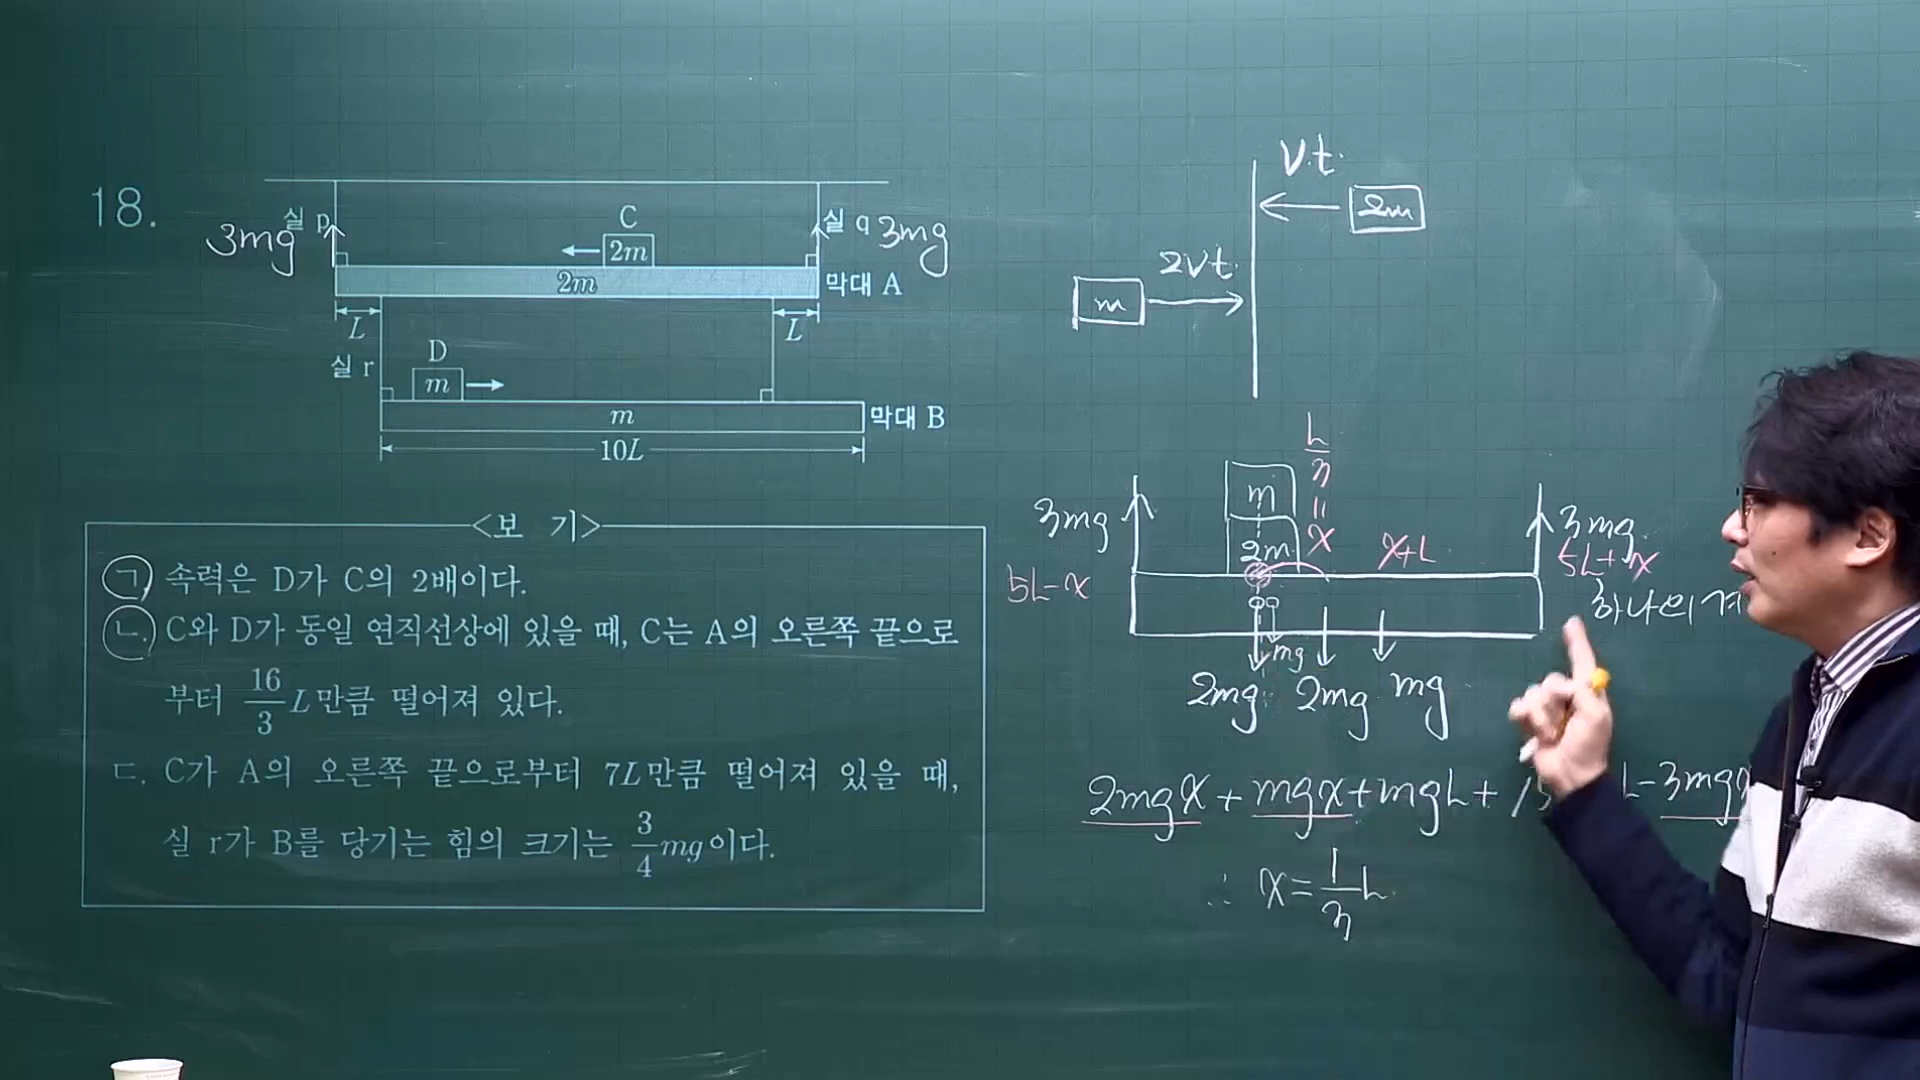 18.
실 p
3mg
C
2m
실 q
3mg
2m
막대 A
L
L
실 r
D
m
m
막대 B
10L
<보 기>
ㄱ. 속력은 D가 C의 2배이다.
ㄴ. C와 D가 동일 연직선상에 있을 때, C는 A의 오른쪽 끝으로
부터 16/3 L만큼 떨어져 있다.
ㄷ. C가 A의 오른쪽 끝으로부터 7L만큼 떨어져 있을 때,
실 r가 B를 당기는 힘의 크기는 3/4 mg이다.
v.t.
2m
2vt.
m
L/3
=
x
3mg
m
2m
x+L
3mg
5L-x
5L+x
하나의
mg
2mg
2mg
mg
2mgx + mgx + mgL + 15 L-3mgx
∴ x = 1/3 L